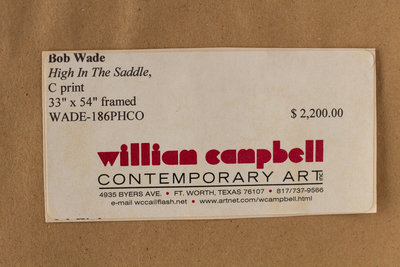 Bob Wade
High In The Saddle,
C print
33" x 54" framed
WADE-186PHCO
$ 2,200.00
william campbell
CONTEMPORARY ART INC
4935 BYERS AVE. • FT. WORTH, TEXAS 76107 • 817/737-9566
e-mail wcca@flash.net • www.artnet.com/wcampbell.html